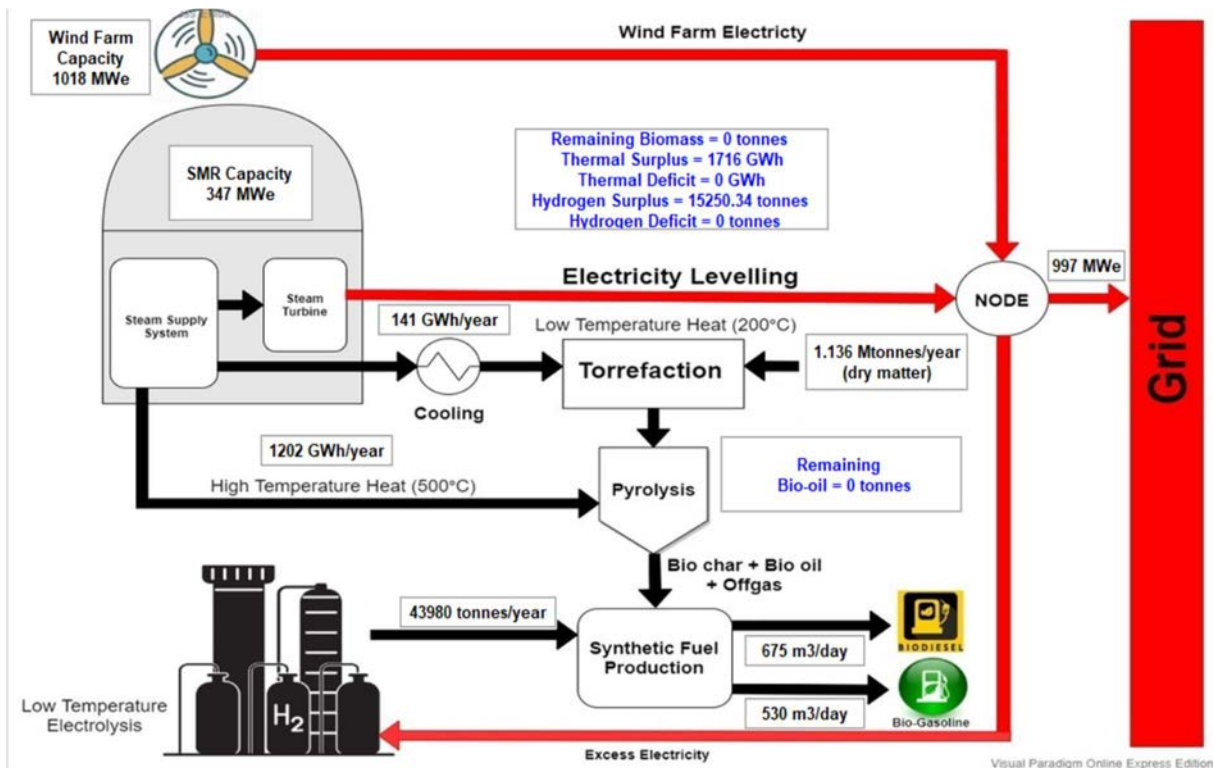 Wind Farm
Capacity
1018 MWe
Wind Farm Electricty
Remaining Biomass = 0 tonnes
Thermal Surplus = 1716 GWh
Thermal Deficit = 0 GWh
Hydrogen Surplus = 15250.34 tonnes
Hydrogen Deficit = 0 tonnes
SMR Capacity
347 MWe
Steam Supply
System
Steam
Turbine
Electricity Levelling
NODE
997 MWe
Grid
141 GWh/year
Low Temperature Heat (200°C)
Cooling
Torrefaction
1.136 Mtonnes/year
(dry matter)
1202 GWh/year
High Temperature Heat (500°C)
Pyrolysis
Remaining
Bio-oil = 0 tonnes
Bio char + Bio oil
+ Offgas
43980 tonnes/year
Synthetic Fuel
Production
675 m3/day
BIODIESEL
530 m3/day
Bio-Gasoline
Low Temperature
Electrolysis
H2
Excess Electricity
Visual Paradigm Online Express Edition